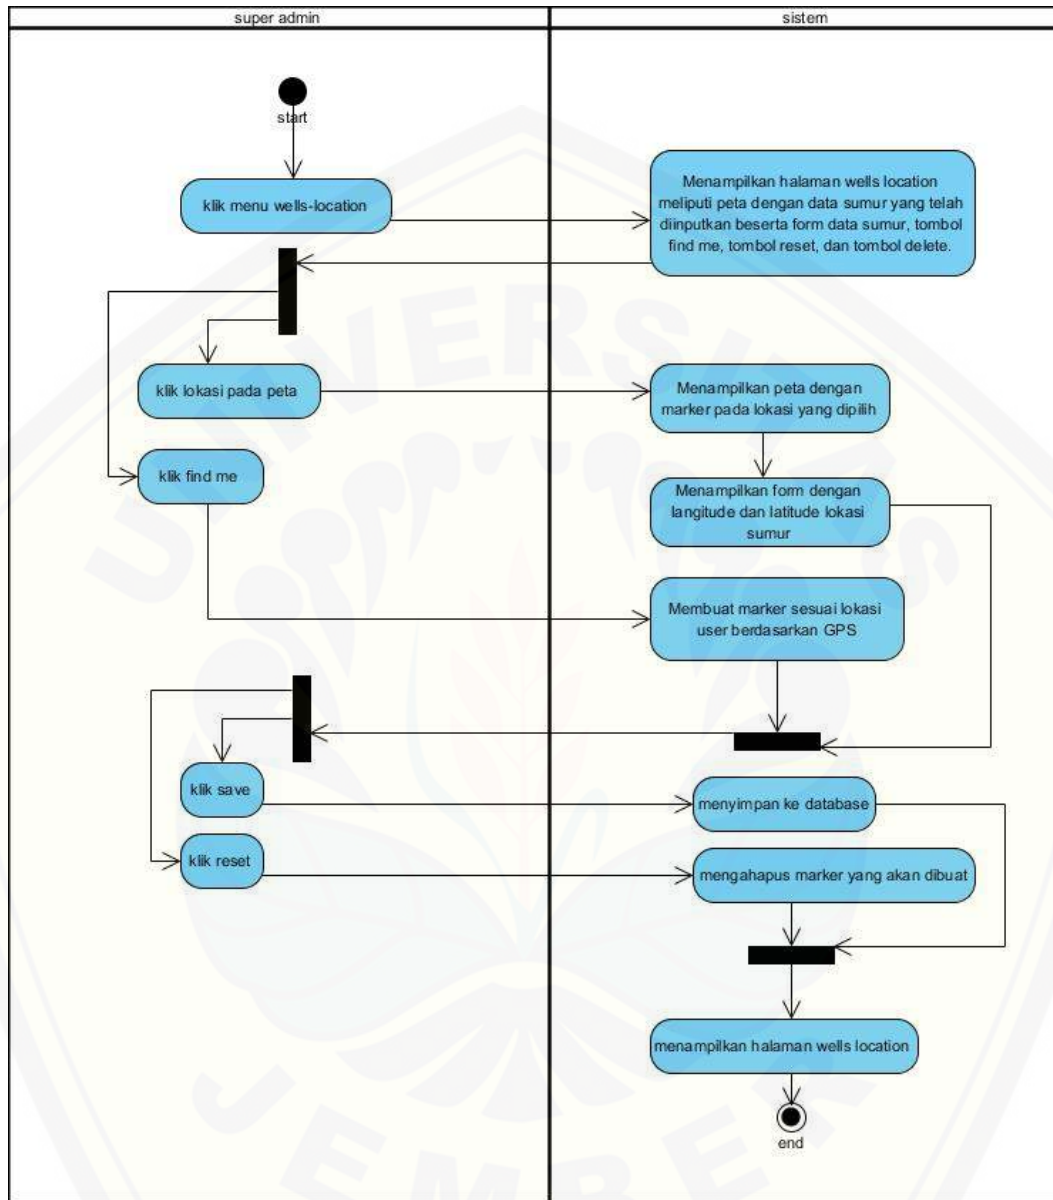 super admin
sistem
start
klik menu wells-location
Menampilkan halaman wells location
meliputi peta dengan data sumur yang telah
diinputkan beserta form data sumur, tombol
find me, tombol reset, dan tombol delete.
klik lokasi pada peta
Menampilkan peta dengan
marker pada lokasi yang dipilih
klik find me
Menampilkan form dengan
langitude dan latitude lokasi
sumur
Membuat marker sesuai lokasi
user berdasarkan GPS
klik save
menyimpan ke database
klik reset
mengahapus marker yang akan dibuat
menampilkan halaman wells location
end
UNIVERSITAS
JEMBER